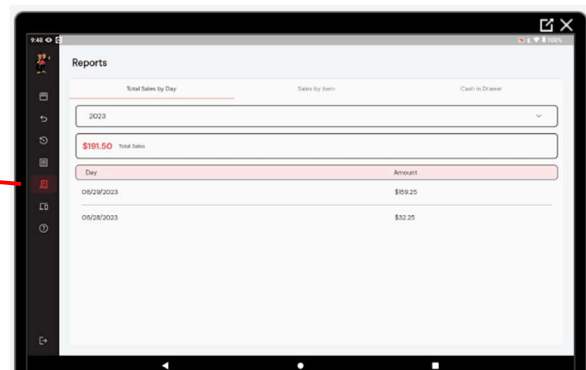 9:48
100%
Reports
Total Sales by Day Sales by Item Cash in Drawer
2023
$191.50 Total Sales
Day Amount
08/29/2023 $159.25
08/28/2023 $32.25